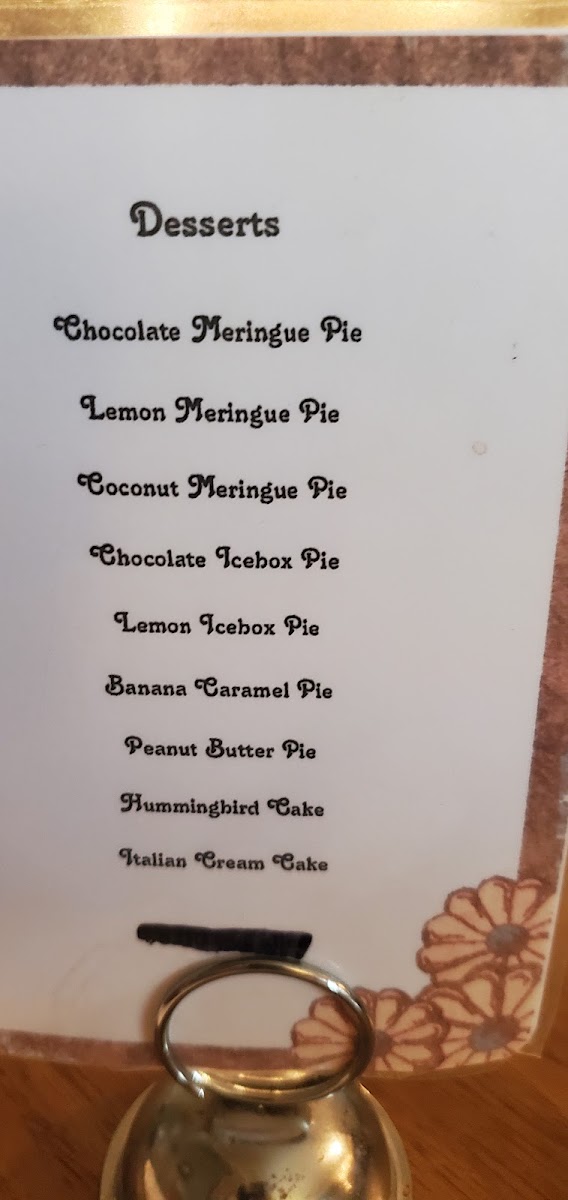 Desserts
Chocolate Meringue Pie
Lemon Meringue Pie
Coconut Meringue Pie
Chocolate Icebox Pie
Lemon Icebox Pie
Banana Caramel Pie
Peanut Butter Pie
Hummingbird Cake
Italian Cream Cake